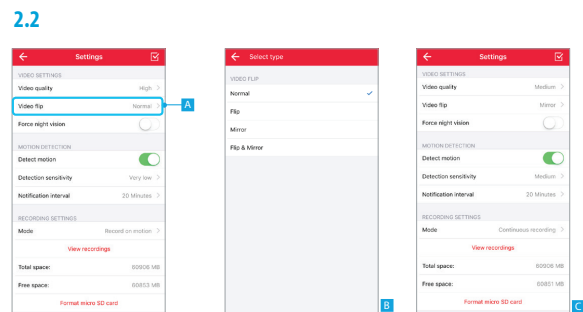 2.2
Settings
VIDEO SETTINGS
Video quality High
Video flip Normal
A
Force night vision
MOTION DETECTION
Detect motion
Detection sensitivity Very low
Notification interval 20 Minutes
RECORDING SETTINGS
Mode Record on motion
View recordings
Total space: 60906 MB
Free space: 60853 MB
Format micro SD card
Select type
VIDEO FLIP
Normal
Flip
Mirror
Flip & Mirror
B
Settings
VIDEO SETTINGS
Video quality Medium
Video flip Mirror
Force night vision
MOTION DETECTION
Detect motion
Detection sensitivity Medium
Notification interval 20 Minutes
RECORDING SETTINGS
Mode Continuous recording
View recordings
Total space: 60906 MB
Free space: 60851 MB
Format micro SD card
C